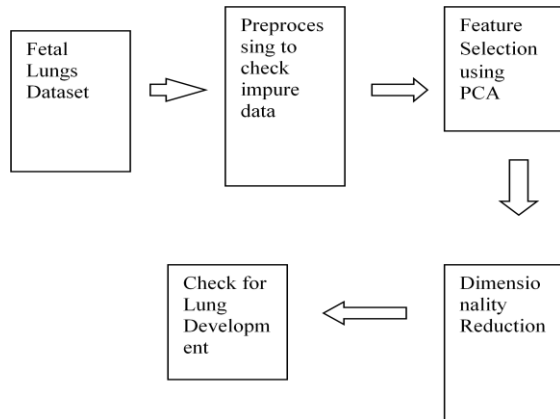 Fetal
Lungs
Dataset
Preproces
sing to
check
impure
data
Feature
Selection
using
PCA
Dimensio
nality
Reduction
Check for
Lung
Developm
ent